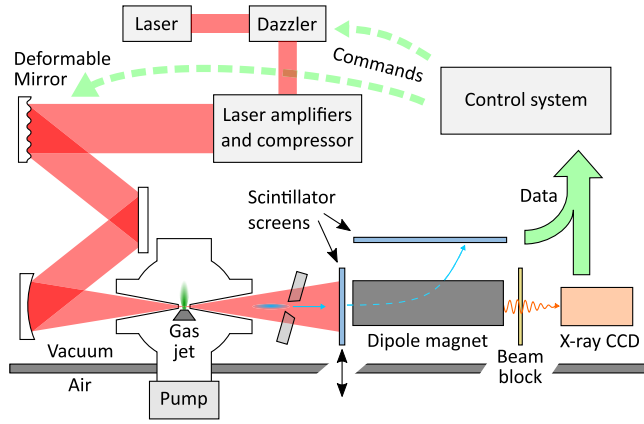 Laser
Dazzler
Deformable
Mirror
Commands
Laser amplifiers
and compressor
Control system
Scintillator
screens
Data
Gas
jet
Dipole magnet
X-ray CCD
Vacuum
Beam
block
Air
Pump